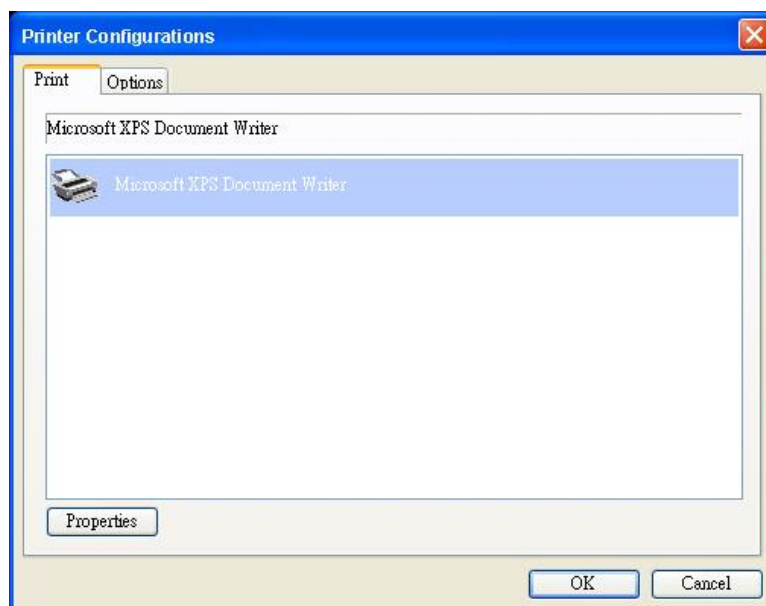 Printer Configurations
Print Options
Microsoft XPS Document Writer
Microsoft XPS Document Writer
Properties
OK Cancel